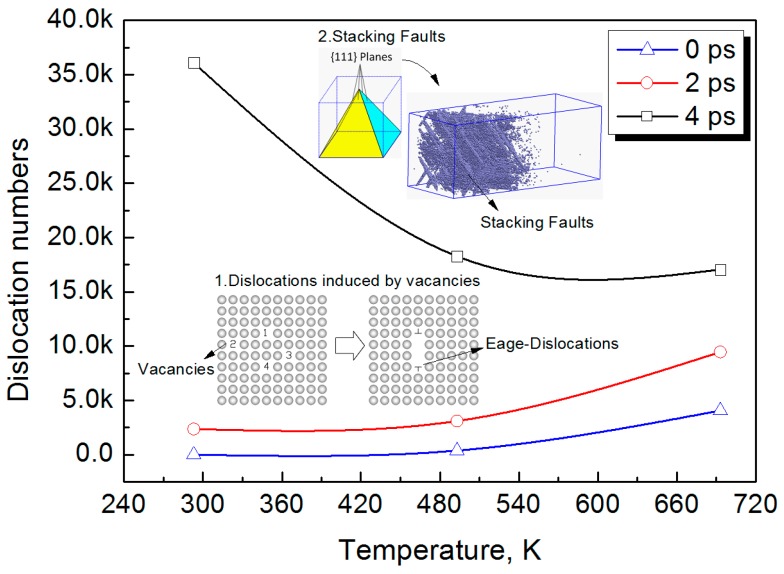 40.0k
35.0k
30.0k
25.0k
20.0k
15.0k
10.0k
5.0k
0.0
Dislocation numbers
2.Stacking Faults
{111} Planes
Stacking Faults
0 ps
2 ps
4 ps
1.Dislocations induced by vacancies
1
2
3
4
Vacancies
Eage-Dislocations
240 300 360 420 480 540 600 660 720
Temperature, K